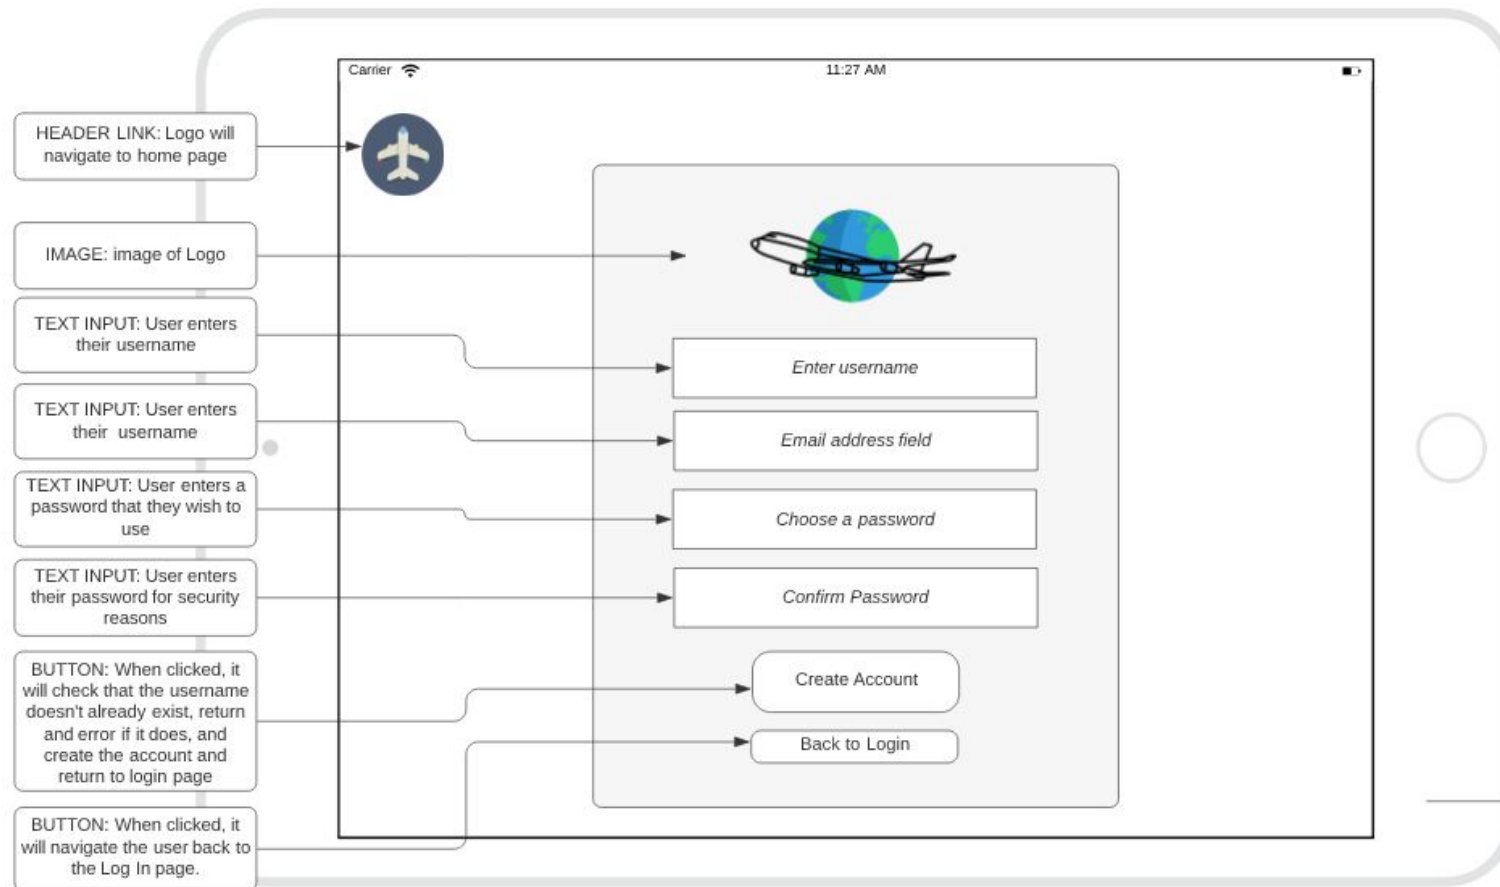 Carrier
11:27 AM
HEADER LINK: Logo will
navigate to home page
IMAGE: image of Logo
TEXT INPUT: User enters
their username
Enter username
TEXT INPUT: User enters
their username
Email address field
TEXT INPUT: User enters a
password that they wish to
use
Choose a password
TEXT INPUT: User enters
their password for security
reasons
Confirm Password
BUTTON: When clicked, it
will check that the username
doesn't already exist, return
and error if it does, and
create the account and
return to login page
Create Account
Back to Login
BUTTON: When clicked, it
will navigate the user back to
the Log In page.